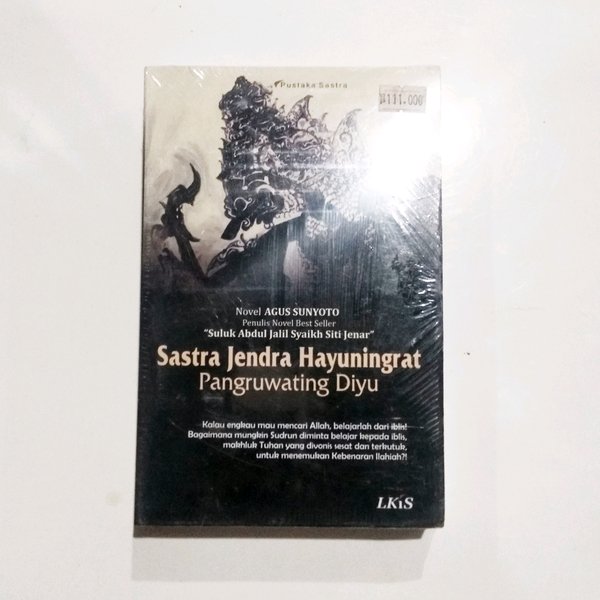 Pustaka Sastra
111.000
Novel AGUS SUNYOTO
Penulis Novel Best Seller
"Suluk Abdul Jalil Syaikh Siti Jenar"
Sastra Jendra Hayuningrat
Pangruwating Diyu
Kalau engkau mau mencari Allah, belajarlah dari iblis!
Bagaimana mungkin Sudrun diminta belajar kepada iblis,
makhluk Tuhan yang divonis sesat dan terkutuk,
untuk menemukan Kebenaran Ilahiah?!
LKiS